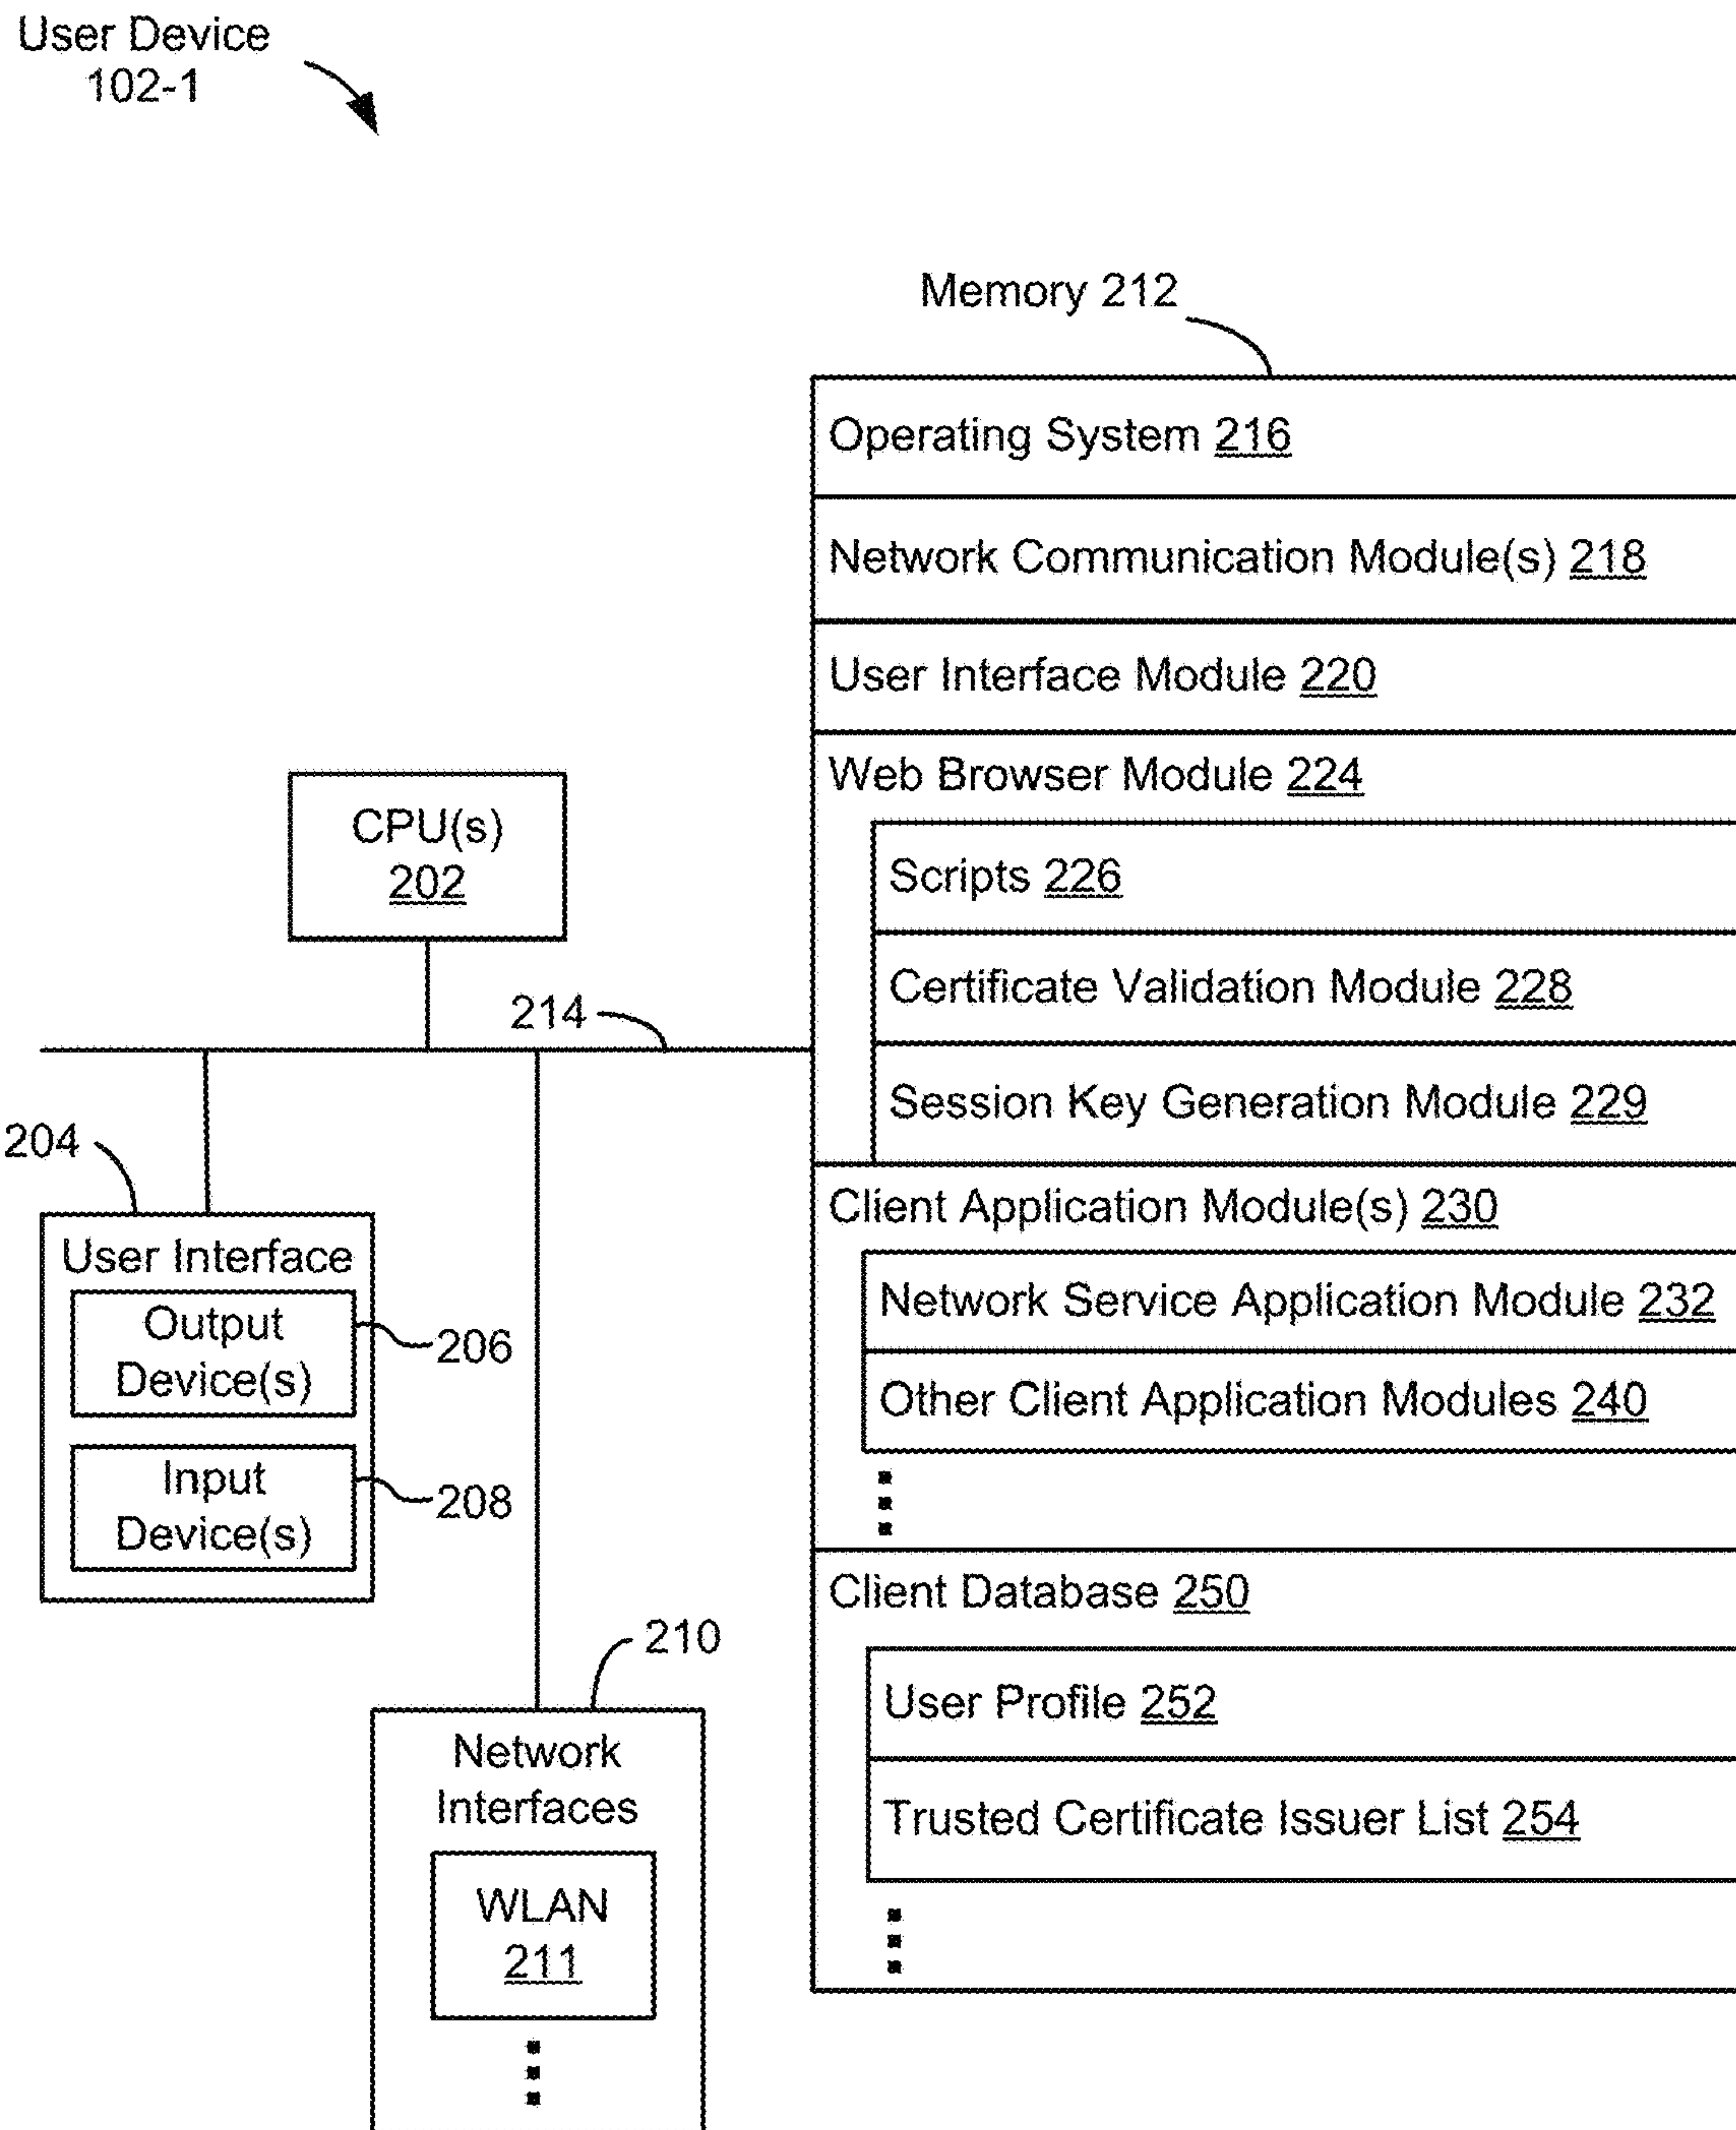 User Device
102-1
Memory 212
Operating System 216
Network Communication Module(s) 218
User Interface Module 220
Web Browser Module 224
Scripts 226
Certificate Validation Module 228
Session Key Generation Module 229
Client Application Module(s) 230
Network Service Application Module 232
Other Client Application Modules 240
Client Database 250
User Profile 252
Trusted Certificate Issuer List 254
CPU(s)
202
214
204
User Interface
Output
Device(s)
206
Input
Device(s)
208
210
Network
Interfaces
WLAN
211